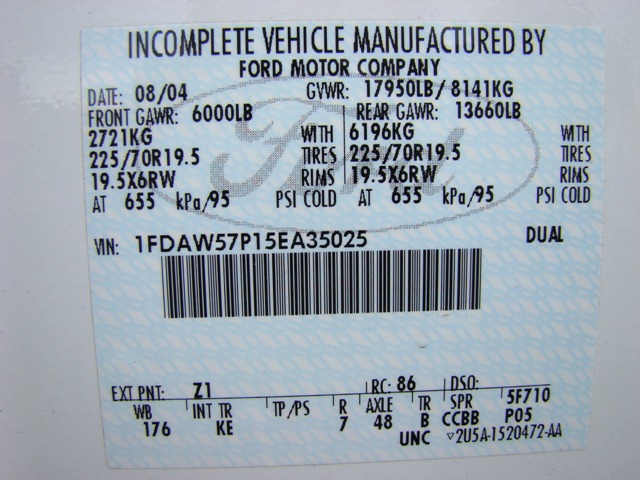 INCOMPLETE VEHICLE MANUFACTURED BY
FORD MOTOR COMPANY
DATE: 08/04 GVWR: 17950LB/ 8141KG
FRONT GAWR: 6000LB REAR GAWR: 13660LB
2721KG WITH 6196KG WITH
225/70R19.5 TIRES 225/70R19.5 TIRES
19.5X6RW RIMS 19.5X6RW RIMS
AT 655 kPa/95 PSI COLD AT 655 kPa/95 PSI COLD
VIN: 1FDAW57P15EA35025 DUAL
Ford
EXT PNT: Z1 RC: 86 DSO:
WB INT TR TP/PS R AXLE TR SPR 5F710
176 KE 7 48 B CCBB P05
UNC ▽2U5A-1520472-AA